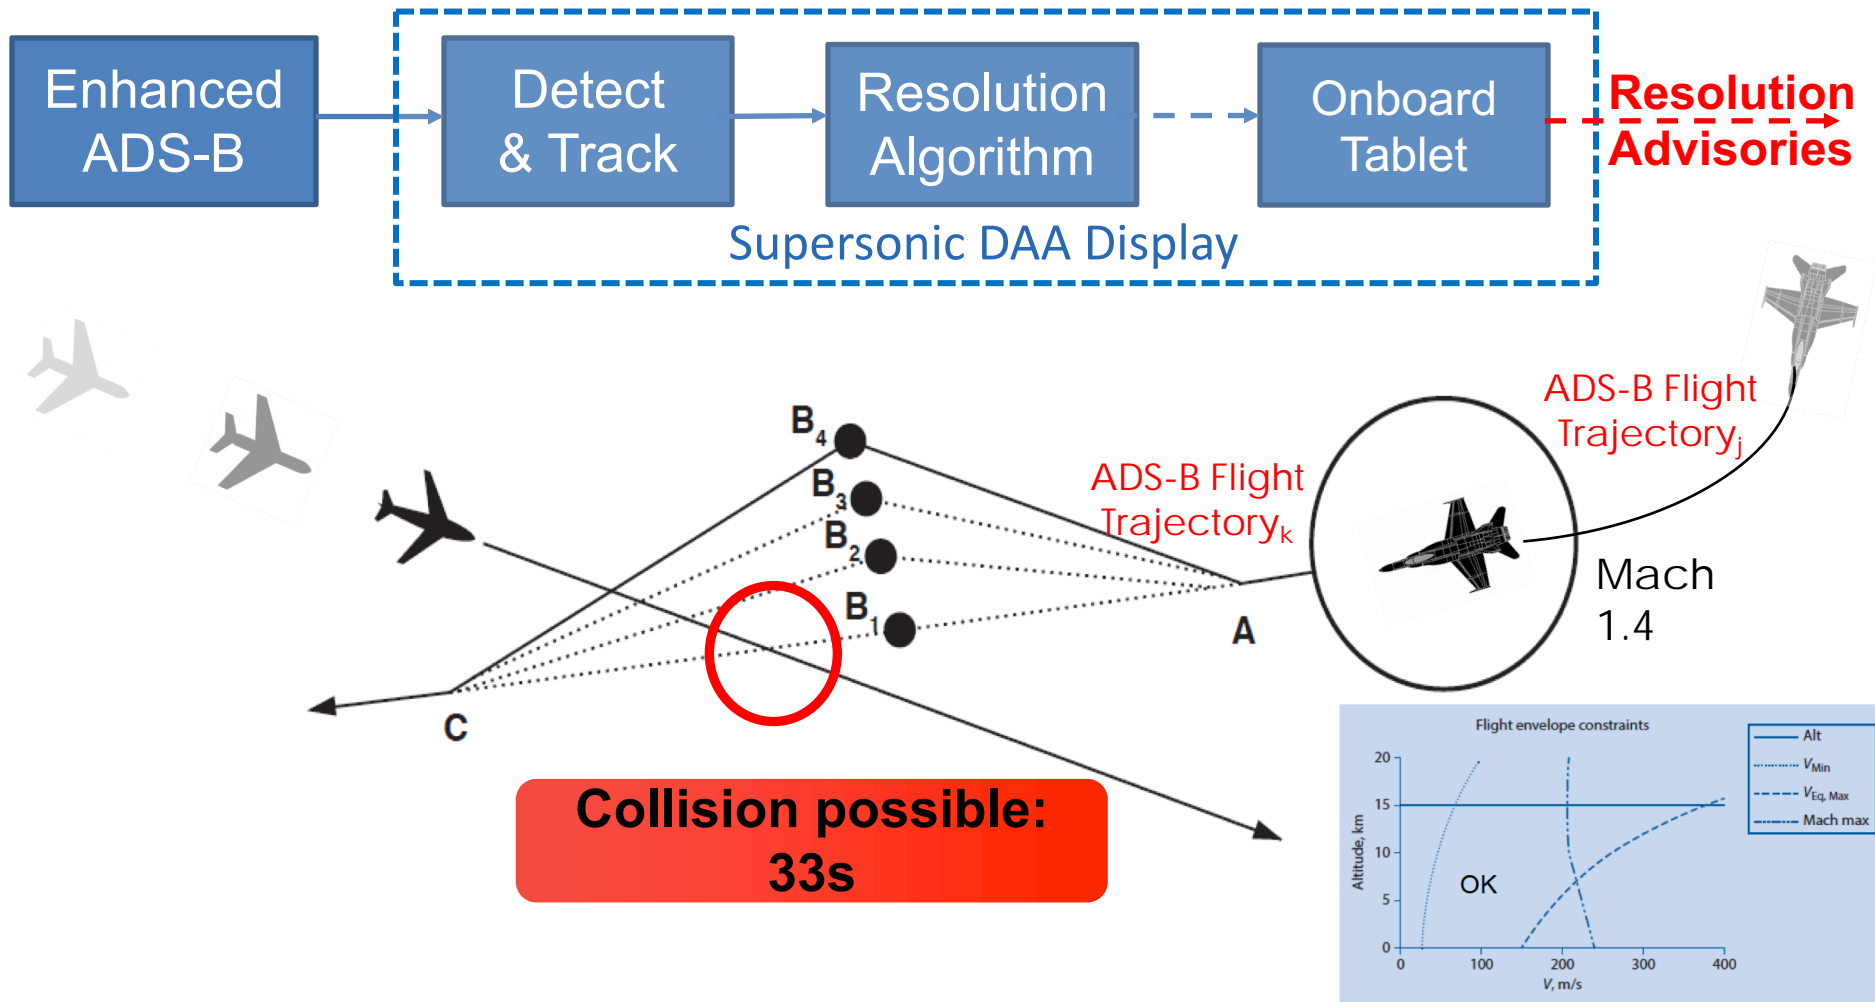 Enhanced
ADS-B
Detect
& Track
Resolution
Algorithm
Onboard
Tablet
Resolution
Advisories
Supersonic DAA Display
ADS-B Flight
Trajectoryⱼ
ADS-B Flight
Trajectoryₖ
B₄
B₃
B₂
B₁
A
C
Mach
1.4
Collision possible:
33s
Flight envelope constraints
Alt
V_Min
V_Eq, Max
Mach max
20
15
10
5
0
Altitude, km
OK
0 100 200 300 400
V, m/s